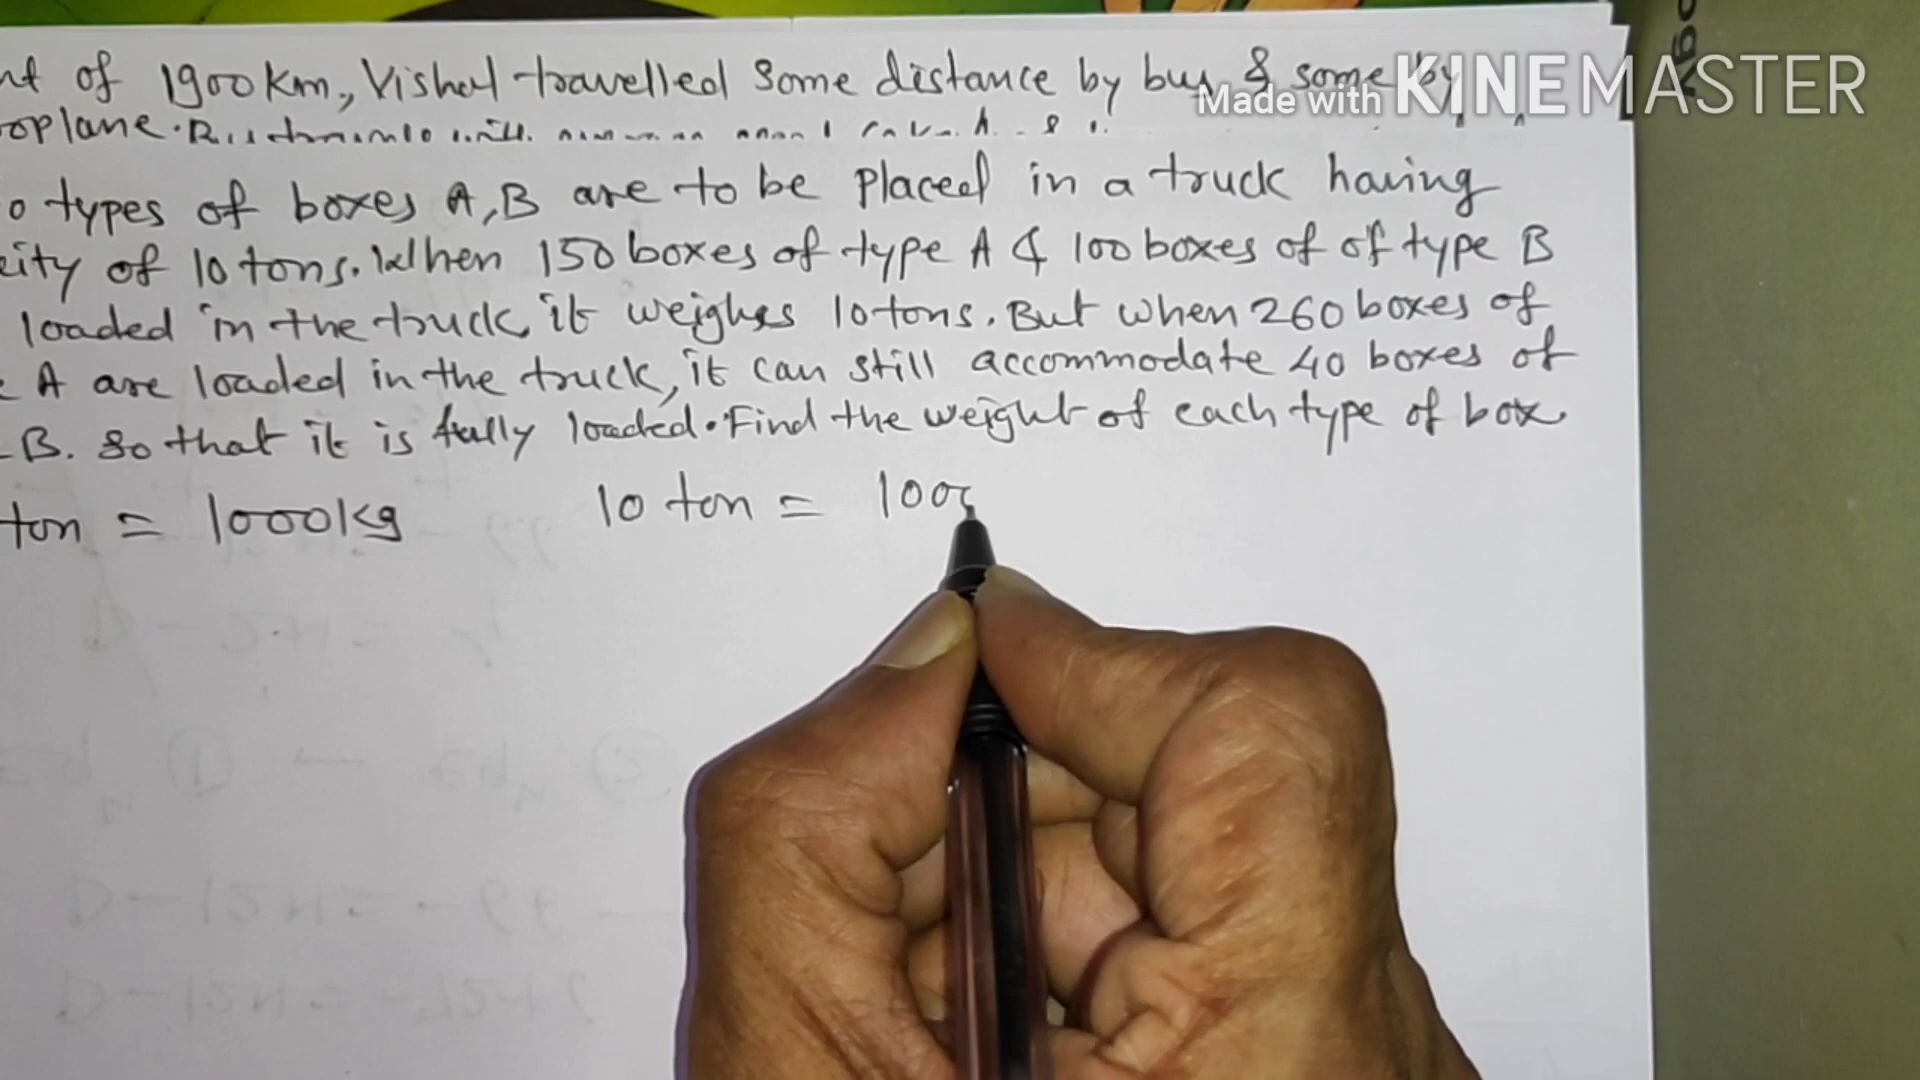 of 1900km, Vishal travelled some distance by bus & some by
Made with KINEMASTER
oplane.
o types of boxes A, B are to be placed in a truck having
city of 10 tons. When 150 boxes of type A & 100 boxes of of type B
loaded in the truck, it weighs 10 tons. But when 260 boxes of
A are loaded in the truck, it can still accommodate 40 boxes of
B. so that it is fully loaded. Find the weight of each type of box
ton = 1000kg 10 ton = 1000